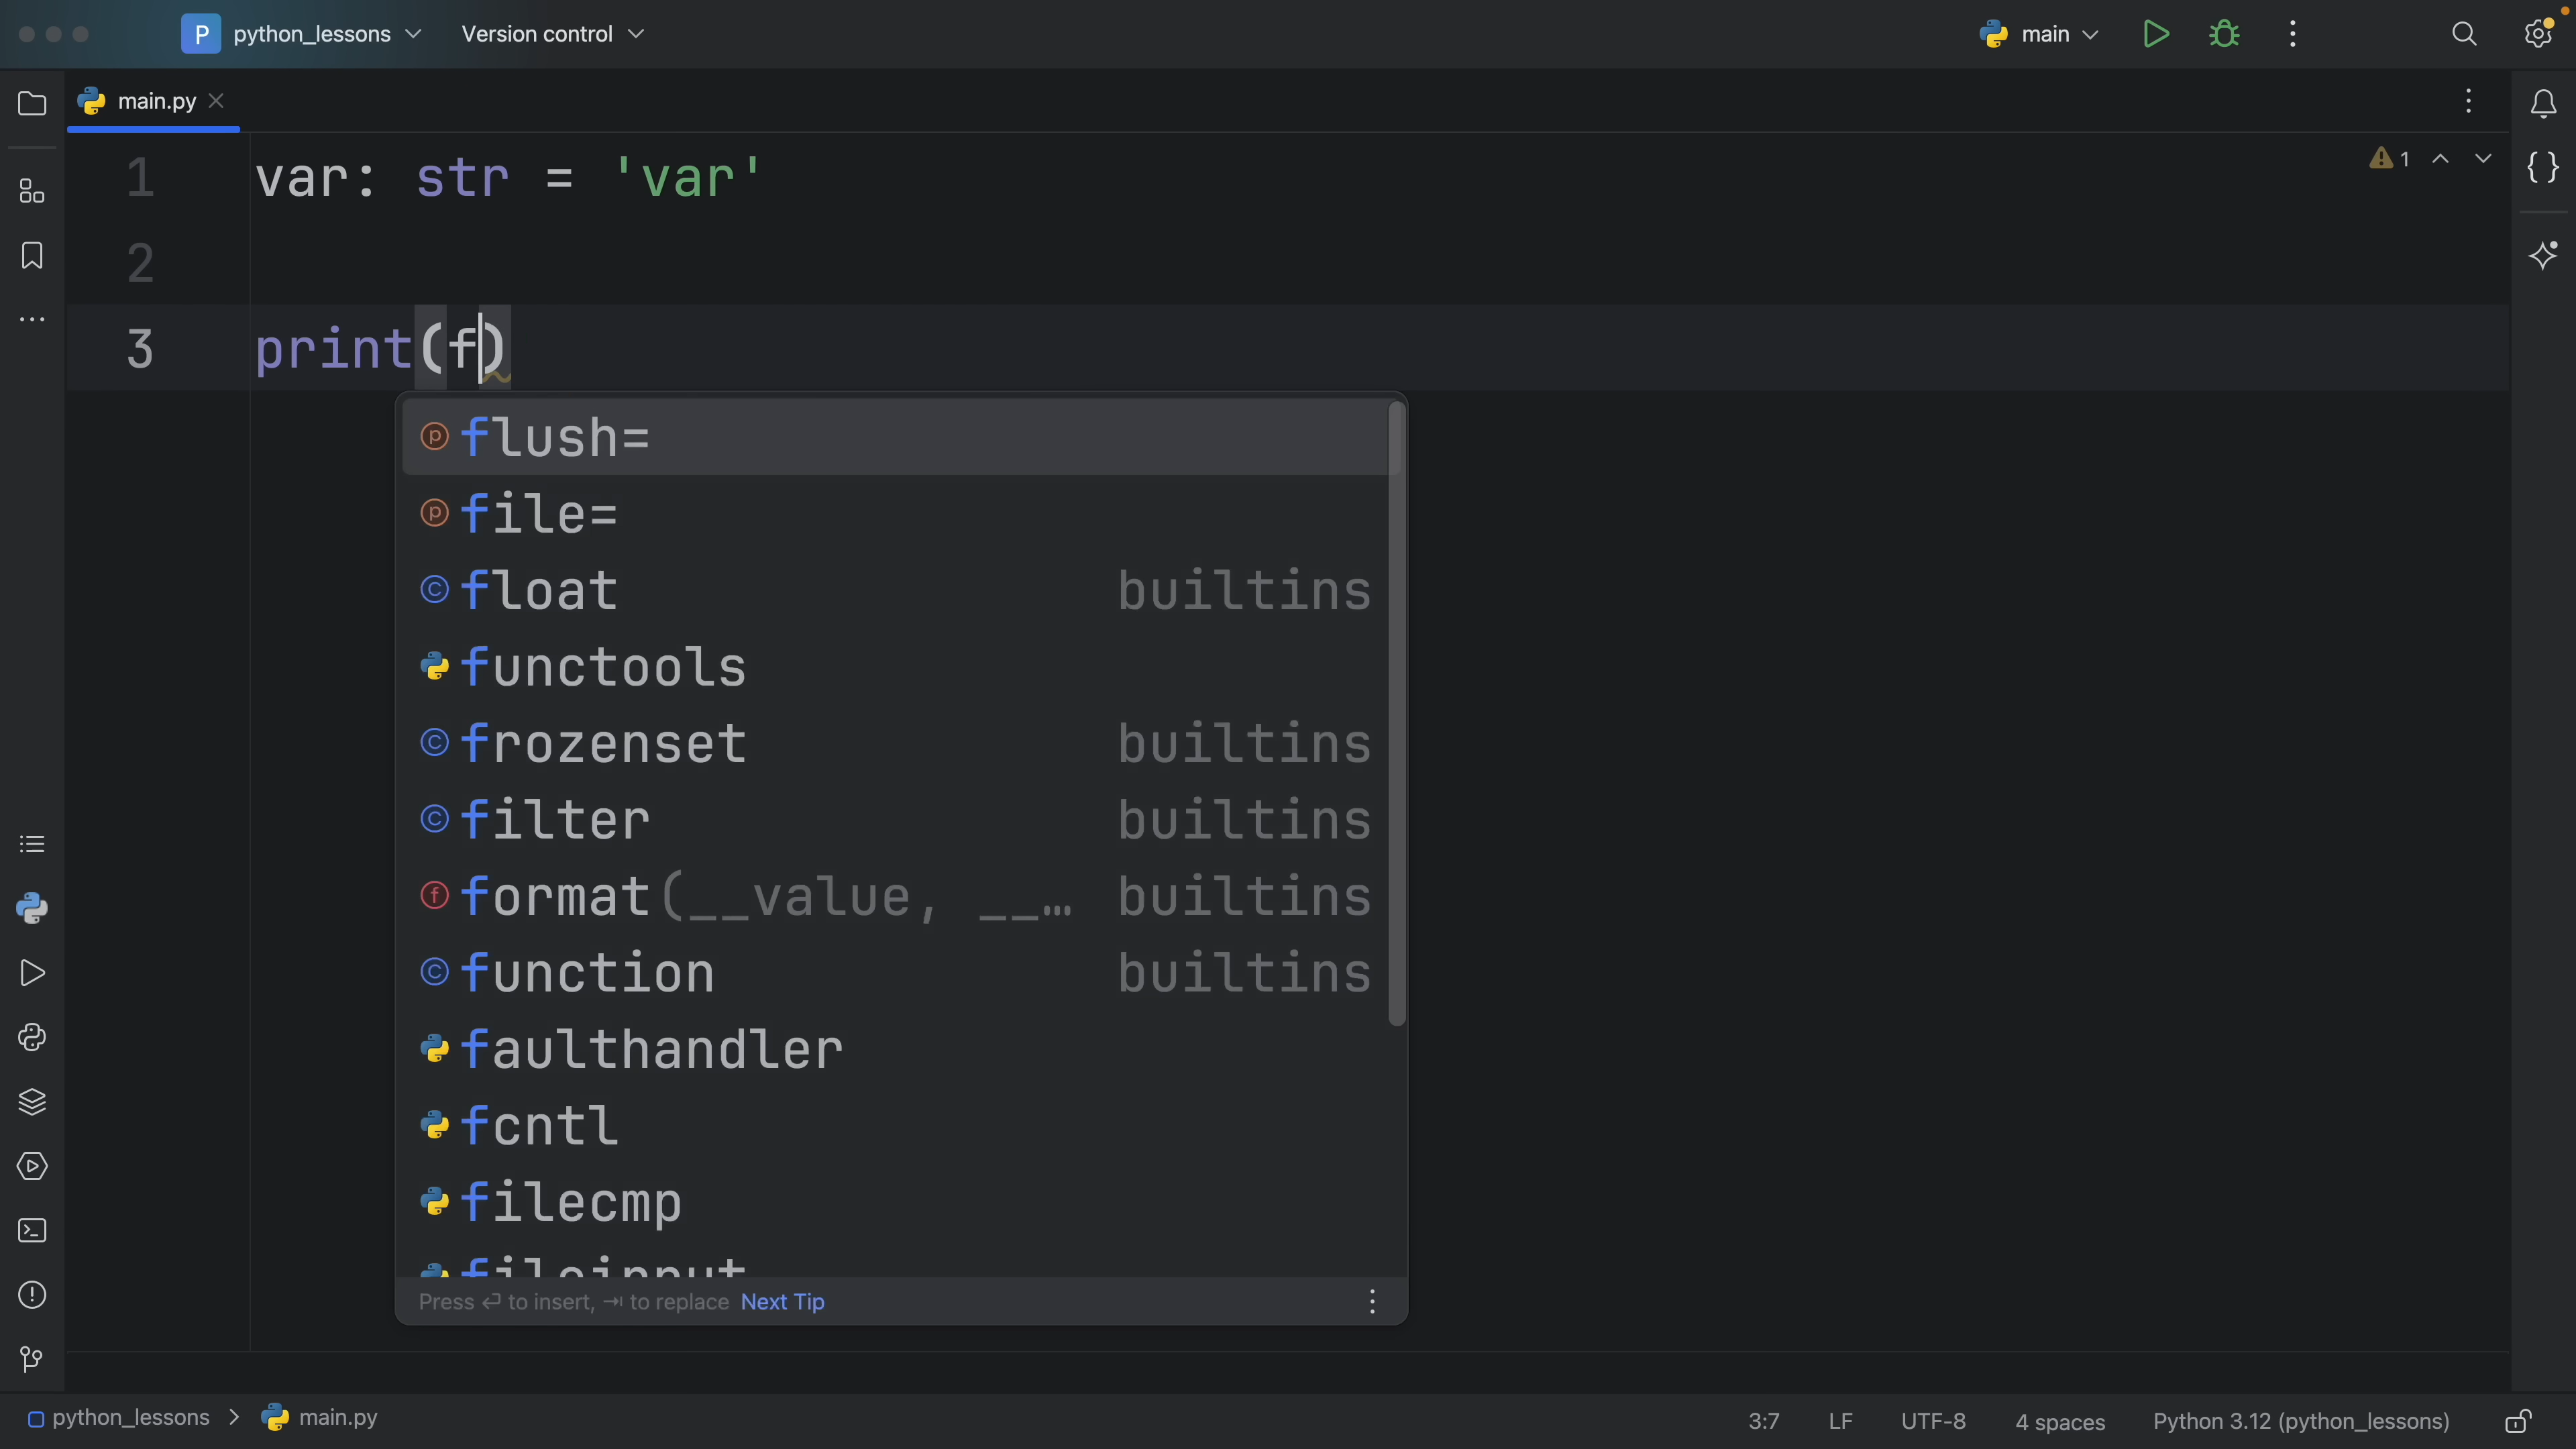 P python_lessons Version control main
main.py
1 var: str = 'var' 1
2
3 print(f)
p flush=
p file=
C float builtins
functools
C frozenset builtins
C filter builtins
f format(__value, __… builtins
C function builtins
faulthandler
fcntl
filecmp
fileinput
Press ↵ to insert, ⇥ to replace Next Tip
python_lessons > main.py 3:7 LF UTF-8 4 spaces Python 3.12 (python_lessons)